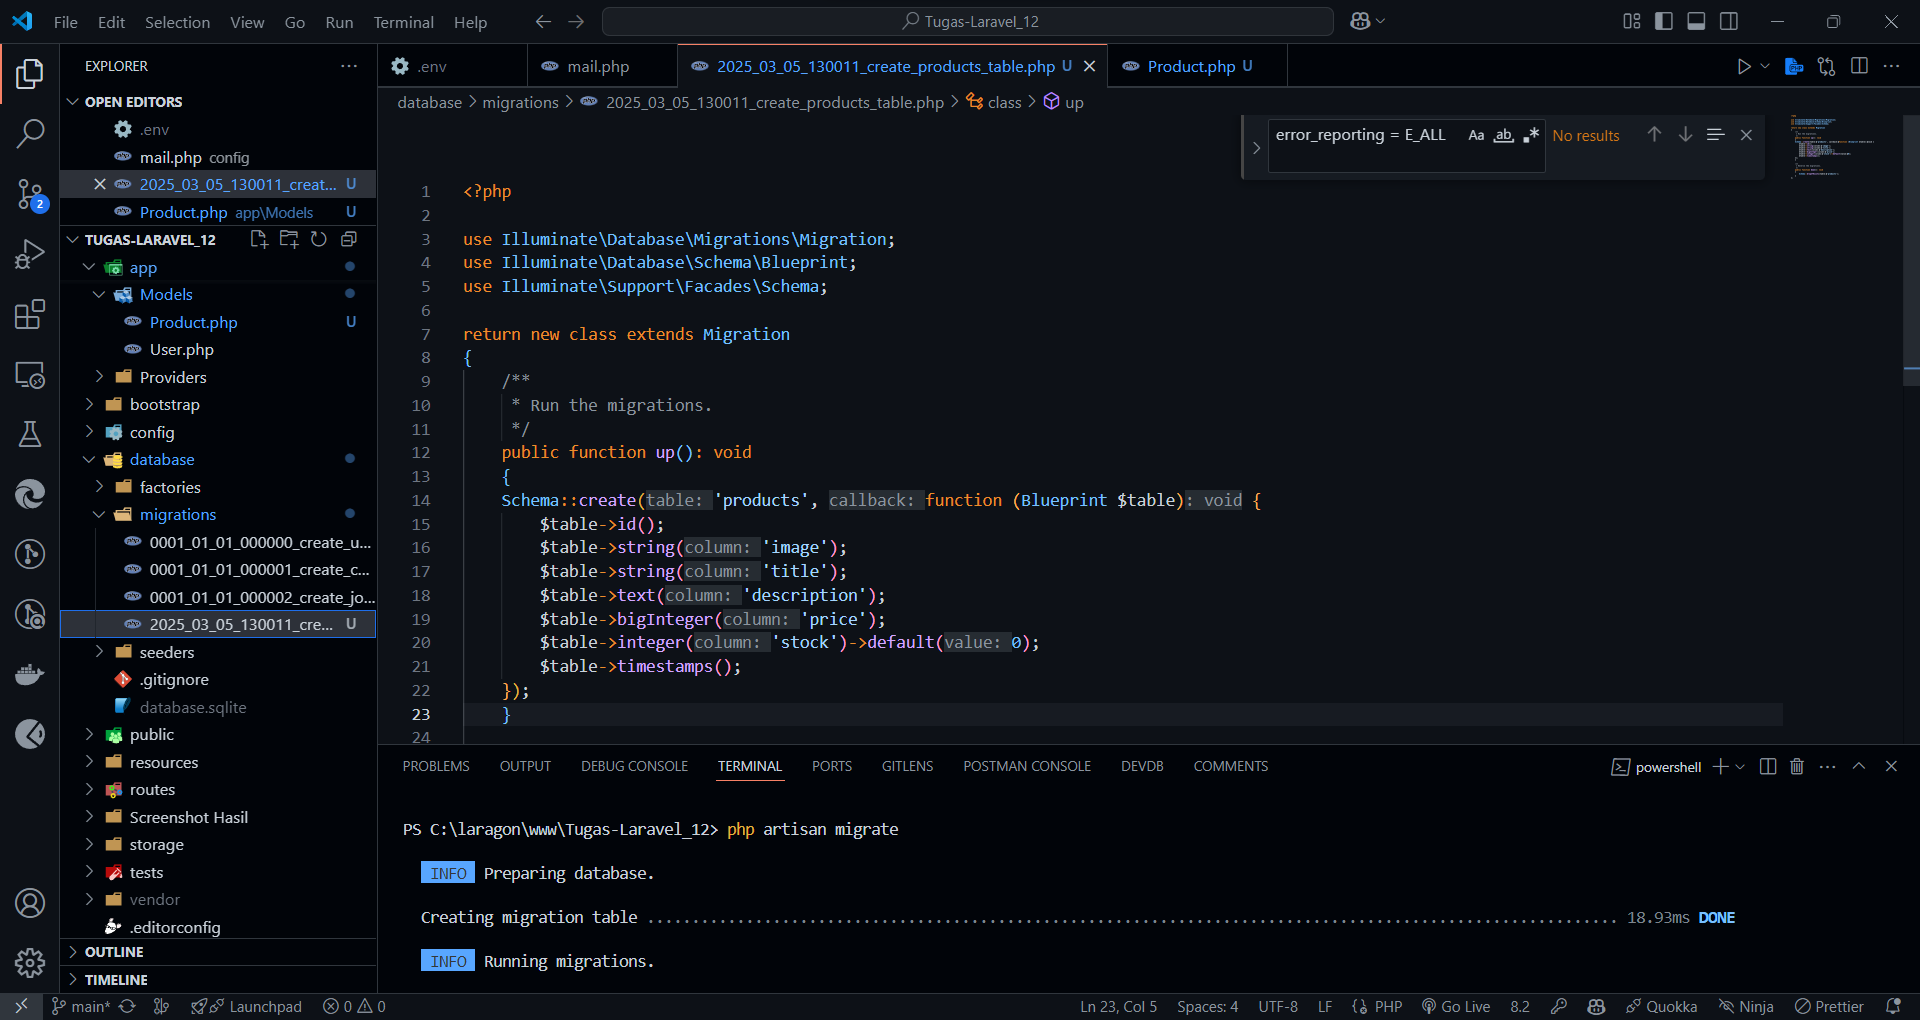 File Edit Selection View Go Run Terminal Help
Tugas-Laravel_12
EXPLORER
OPEN EDITORS
.env
mail.php config
2025_03_05_130011_creat... U
Product.php app\Models U
TUGAS-LARAVEL_12
app
Models
Product.php U
User.php
Providers
bootstrap
config
database
factories
migrations
0001_01_01_000000_create_u...
0001_01_01_000001_create_c...
0001_01_01_000002_create_jo...
2025_03_05_130011_cre... U
seeders
.gitignore
database.sqlite
public
resources
routes
Screenshot Hasil
storage
tests
vendor
.editorconfig
OUTLINE
TIMELINE
2
.env
mail.php
2025_03_05_130011_create_products_table.php U
Product.php U
database > migrations > 2025_03_05_130011_create_products_table.php > class > up
error_reporting = E_ALL Aa ab .* No results
1 <?php
2
3 use Illuminate\Database\Migrations\Migration;
4 use Illuminate\Database\Schema\Blueprint;
5 use Illuminate\Support\Facades\Schema;
6
7 return new class extends Migration
8 {
9 /**
10 * Run the migrations.
11 */
12 public function up(): void
13 {
14 Schema::create(table: 'products', callback: function (Blueprint $table): void {
15 $table->id();
16 $table->string(column: 'image');
17 $table->string(column: 'title');
18 $table->text(column: 'description');
19 $table->bigInteger(column: 'price');
20 $table->integer(column: 'stock')->default(value: 0);
21 $table->timestamps();
22 });
23 }
24
PROBLEMS OUTPUT DEBUG CONSOLE TERMINAL PORTS GITLENS POSTMAN CONSOLE DEVDB COMMENTS
powershell
PS C:\laragon\www\Tugas-Laravel_12> php artisan migrate
INFO Preparing database.
Creating migration table ............................................................................................................ 18.93ms DONE
INFO Running migrations.
main* Launchpad 0 0 Ln 23, Col 5 Spaces: 4 UTF-8 LF {} PHP Go Live 8.2 Quokka Ninja Prettier